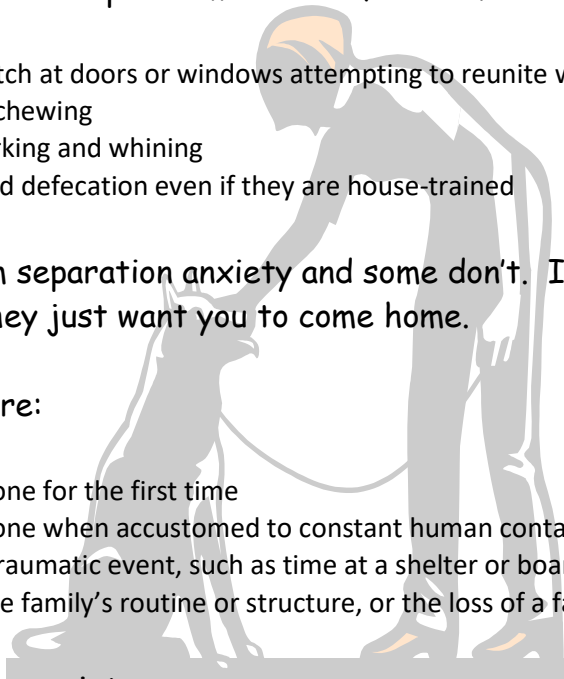 tch at doors or windows attempting to reunite w
chewing
rking and whining
d defecation even if they are house-trained
n separation anxiety and some don't. I
hey just want you to come home.
re:
one for the first time
one when accustomed to constant human conta
raumatic event, such as time at a shelter or boar
e family's routine or structure, or the loss of a fa